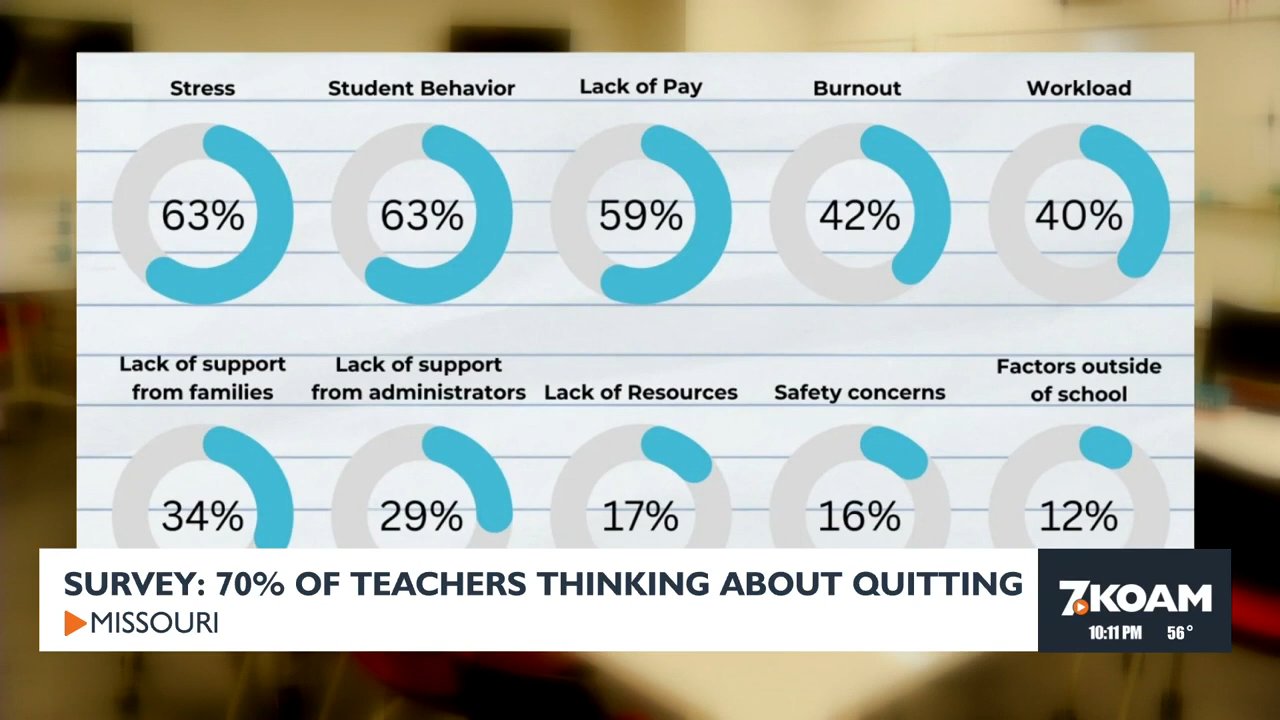 Stress
Student Behavior
Lack of Pay
Burnout
Workload
63%
63%
59%
42%
40%
Lack of support
from families
Lack of support
from administrators
Lack of Resources
Safety concerns
Factors outside
of school
34%
29%
17%
16%
12%
SURVEY: 70% OF TEACHERS THINKING ABOUT QUITTING
MISSOURI
7KOAM
10:11 PM 56°